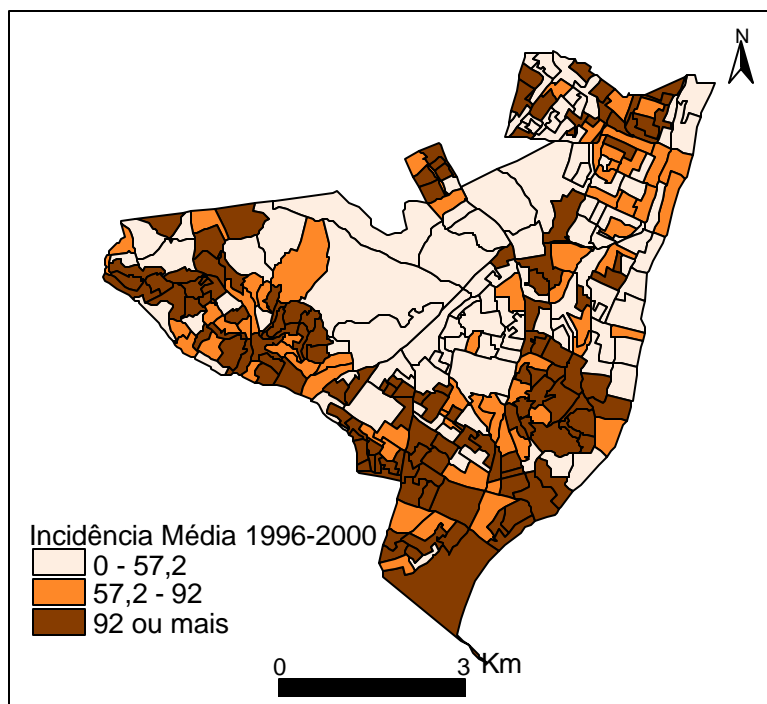 N
Incidência Média 1996-2000
0 - 57,2
57,2 - 92
92 ou mais
0 3 Km